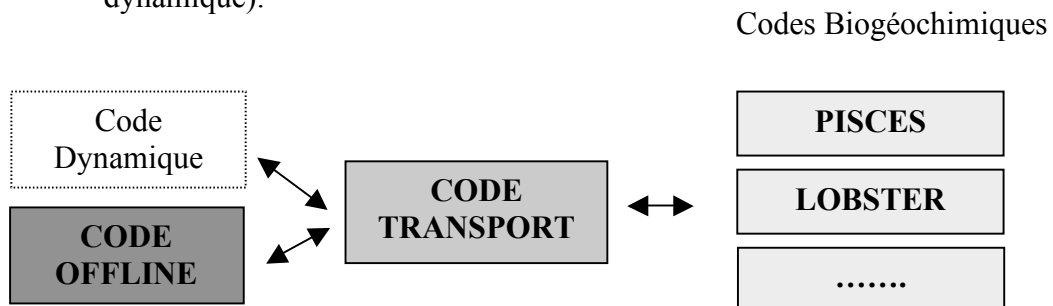 dynamique).
Codes Biogéochimiques
Code
Dynamique
CODE
OFFLINE
CODE
TRANSPORT
PISCES
LOBSTER
…….